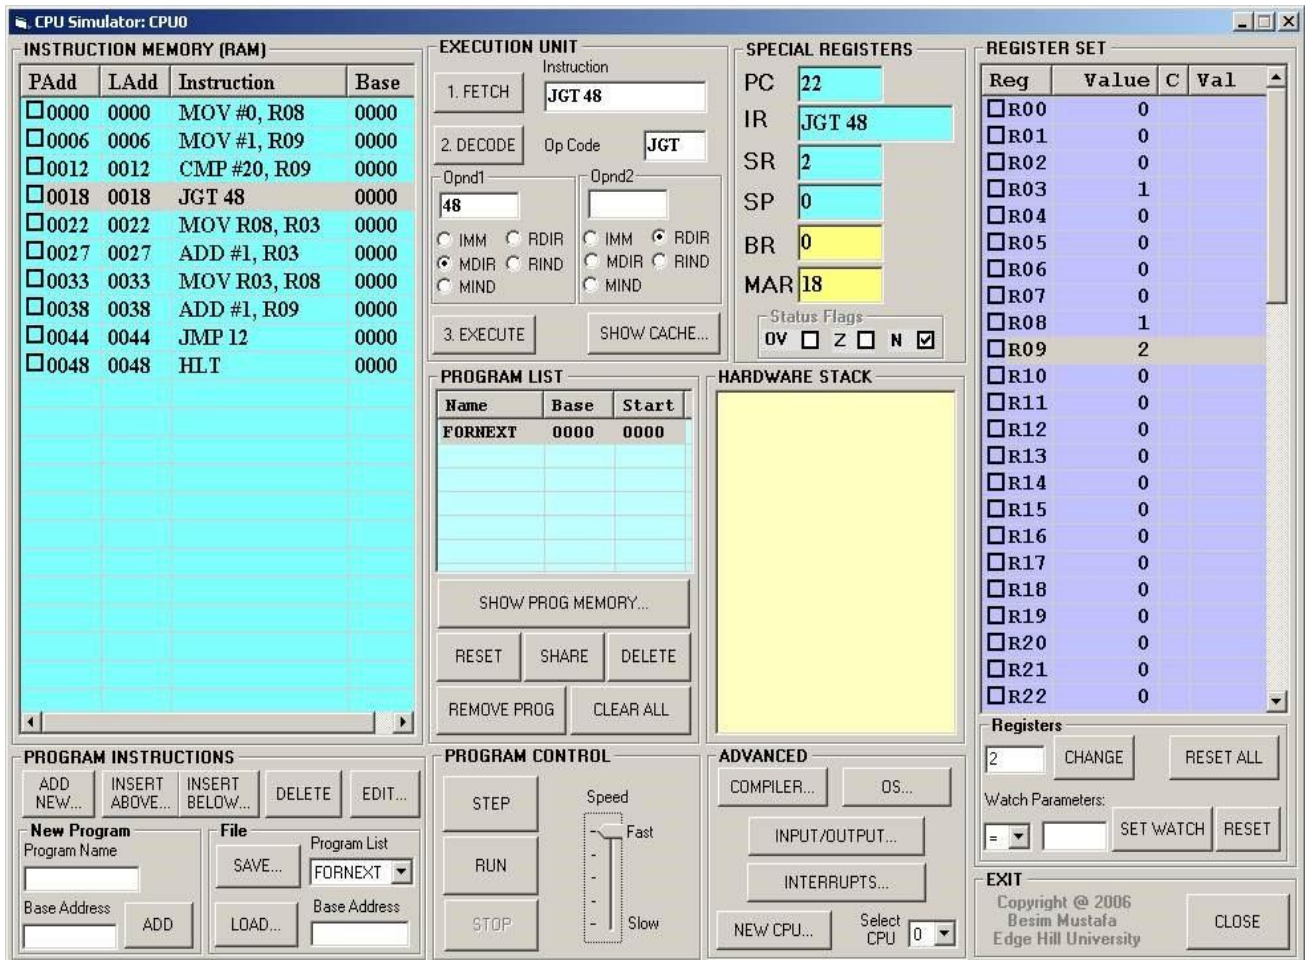 CPU Simulator: CPU0
INSTRUCTION MEMORY (RAM)
PAdd LAdd Instruction Base
0000 0000 MOV #0, R08 0000
0006 0006 MOV #1, R09 0000
0012 0012 CMP #20, R09 0000
0018 0018 JGT 48 0000
0022 0022 MOV R08, R03 0000
0027 0027 ADD #1, R03 0000
0033 0033 MOV R03, R08 0000
0038 0038 ADD #1, R09 0000
0044 0044 JMP 12 0000
0048 0048 HLT 0000
EXECUTION UNIT
Instruction
1. FETCH JGT 48
2. DECODE Op Code JGT
Opnd1 Opnd2
48
IMM RDIR IMM RDIR
MDIR RIND MDIR RIND
MIND MIND
3. EXECUTE SHOW CACHE...
SPECIAL REGISTERS
PC 22
IR JGT 48
SR 2
SP 0
BR 0
MAR 18
Status Flags
OV Z N
REGISTER SET
Reg Value C Val
R00 0
R01 0
R02 0
R03 1
R04 0
R05 0
R06 0
R07 0
R08 1
R09 2
R10 0
R11 0
R12 0
R13 0
R14 0
R15 0
R16 0
R17 0
R18 0
R19 0
R20 0
R21 0
R22 0
PROGRAM LIST
Name Base Start
FORNEXT 0000 0000
SHOW PROG MEMORY...
RESET SHARE DELETE
REMOVE PROG CLEAR ALL
HARDWARE STACK
Registers
2 CHANGE RESET ALL
Watch Parameters:
= SET WATCH RESET
PROGRAM INSTRUCTIONS
ADD NEW... INSERT ABOVE... INSERT BELOW... DELETE EDIT...
New Program
Program Name
Base Address
ADD
File
SAVE... Program List
FORNEXT
LOAD... Base Address
PROGRAM CONTROL
STEP Speed
Fast
RUN
STOP Slow
ADVANCED
COMPILER... OS...
INPUT/OUTPUT...
INTERRUPTS...
NEW CPU... Select CPU 0
EXIT
Copyright @ 2006
Besim Mustafa
Edge Hill University
CLOSE